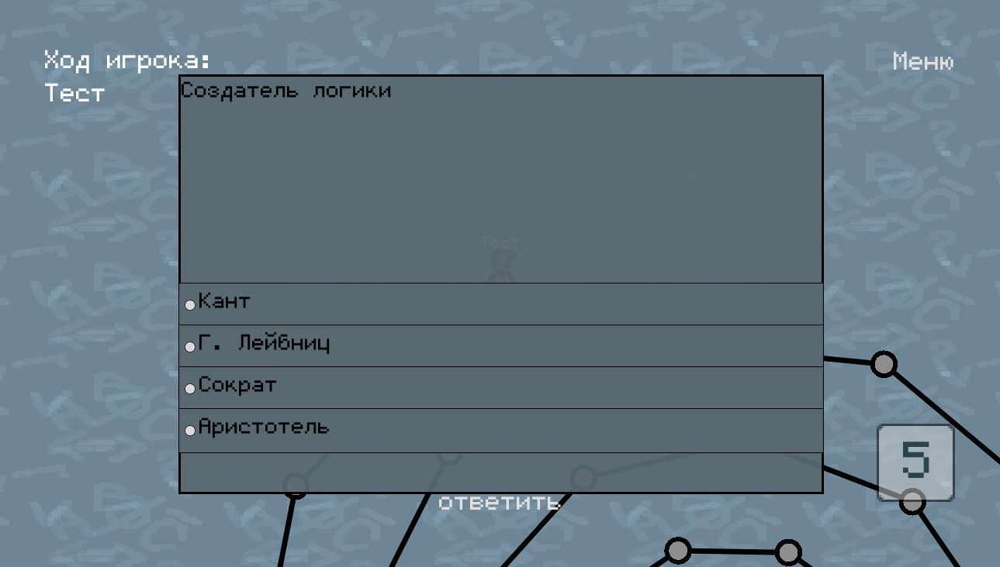 Ход игрока:
Тест
Меню
Создатель логики
Тест
Кант
Г. Лейбниц
Сократ
Аристотель
5
ответить